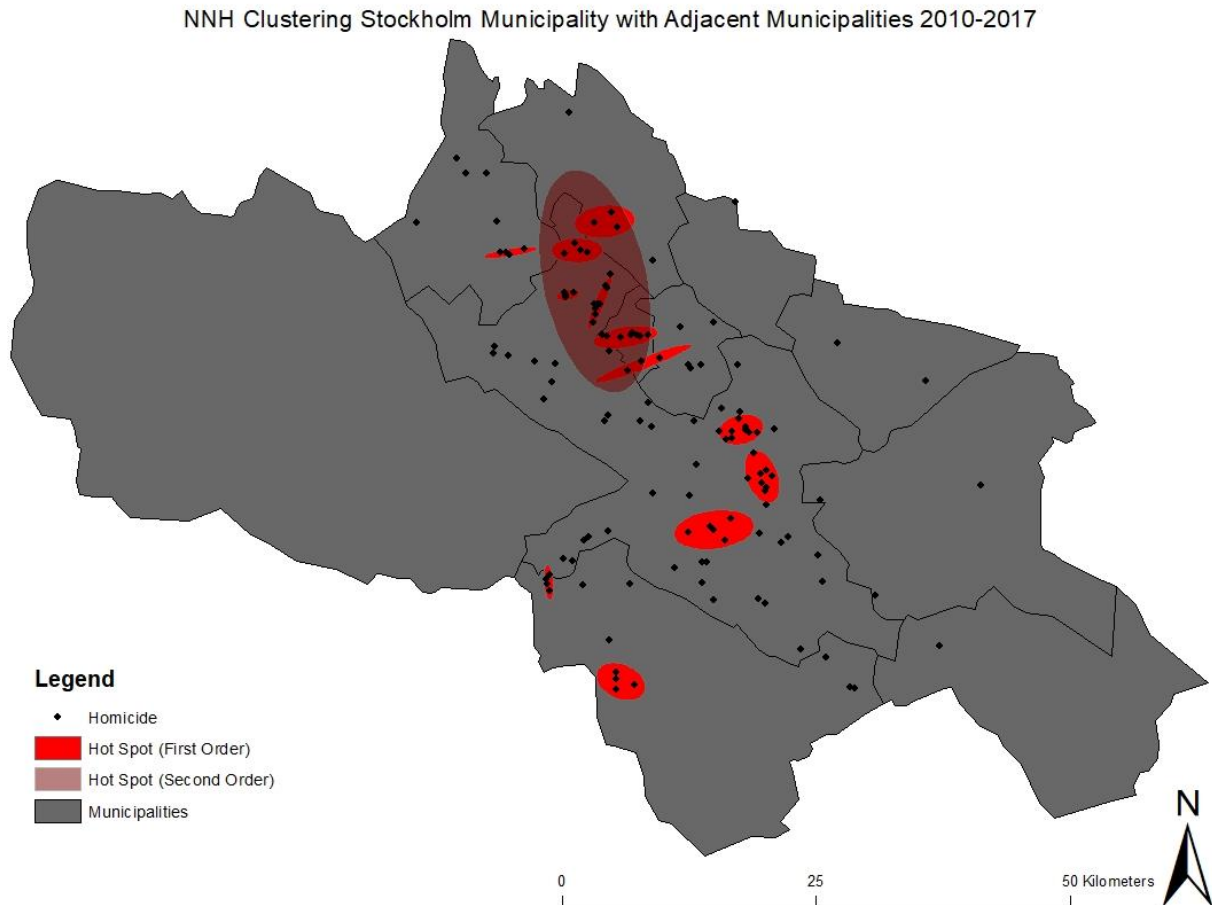 NNH Clustering Stockholm Municipality with Adjacent Municipalities 2010-2017
Legend
Homicide
Hot Spot (First Order)
Hot Spot (Second Order)
Municipalities
N
0 25 50 Kilometers